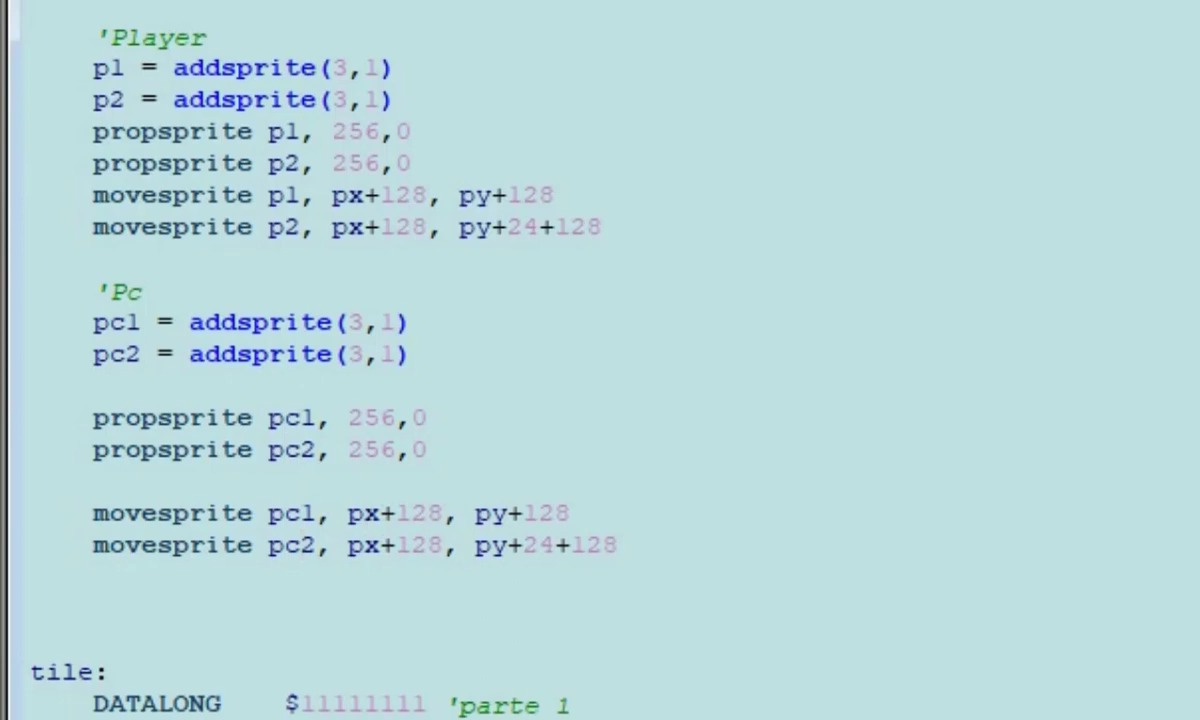 'Player
p1 = addsprite(3,1)
p2 = addsprite(3,1)
propsprite p1, 256,0
propsprite p2, 256,0
movesprite p1, px+128, py+128
movesprite p2, px+128, py+24+128
'Pc
pc1 = addsprite(3,1)
pc2 = addsprite(3,1)
propsprite pc1, 256,0
propsprite pc2, 256,0
movesprite pc1, px+128, py+128
movesprite pc2, px+128, py+24+128
tile:
DATALONG $11111111 'parte 1